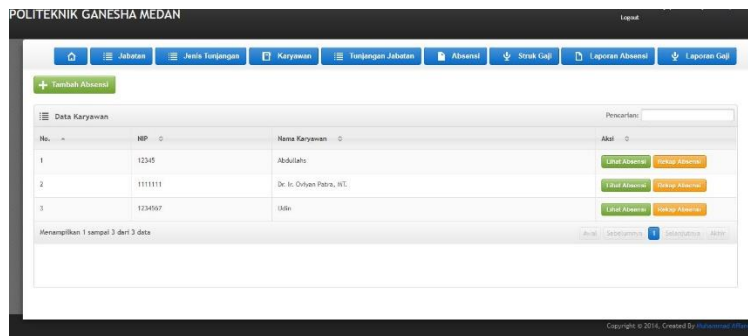 POLITEKNIK GANESHA MEDAN
Logout
Jabatan Jenis Tunjangan Karyawan Tunjangan Jabatan Absensi Struk Gaji Laporan Absensi Laporan Gaji
+ Tambah Absensi
Data Karyawan Pencarian:
No. NIP Nama Karyawan Aksi
1 12345 Abdullahs Lihat Absensi Rekap Absensi
2 1111111 Dr. Ir. Oviyan Patra, MT. Lihat Absensi Rekap Absensi
3 1234567 Udin Lihat Absensi Rekap Absensi
Menampilkan 1 sampai 3 dari 3 data Awal Sebelumnya 1 Selanjutnya Akhir
Copyright © 2014, Created By Muhammad Affan